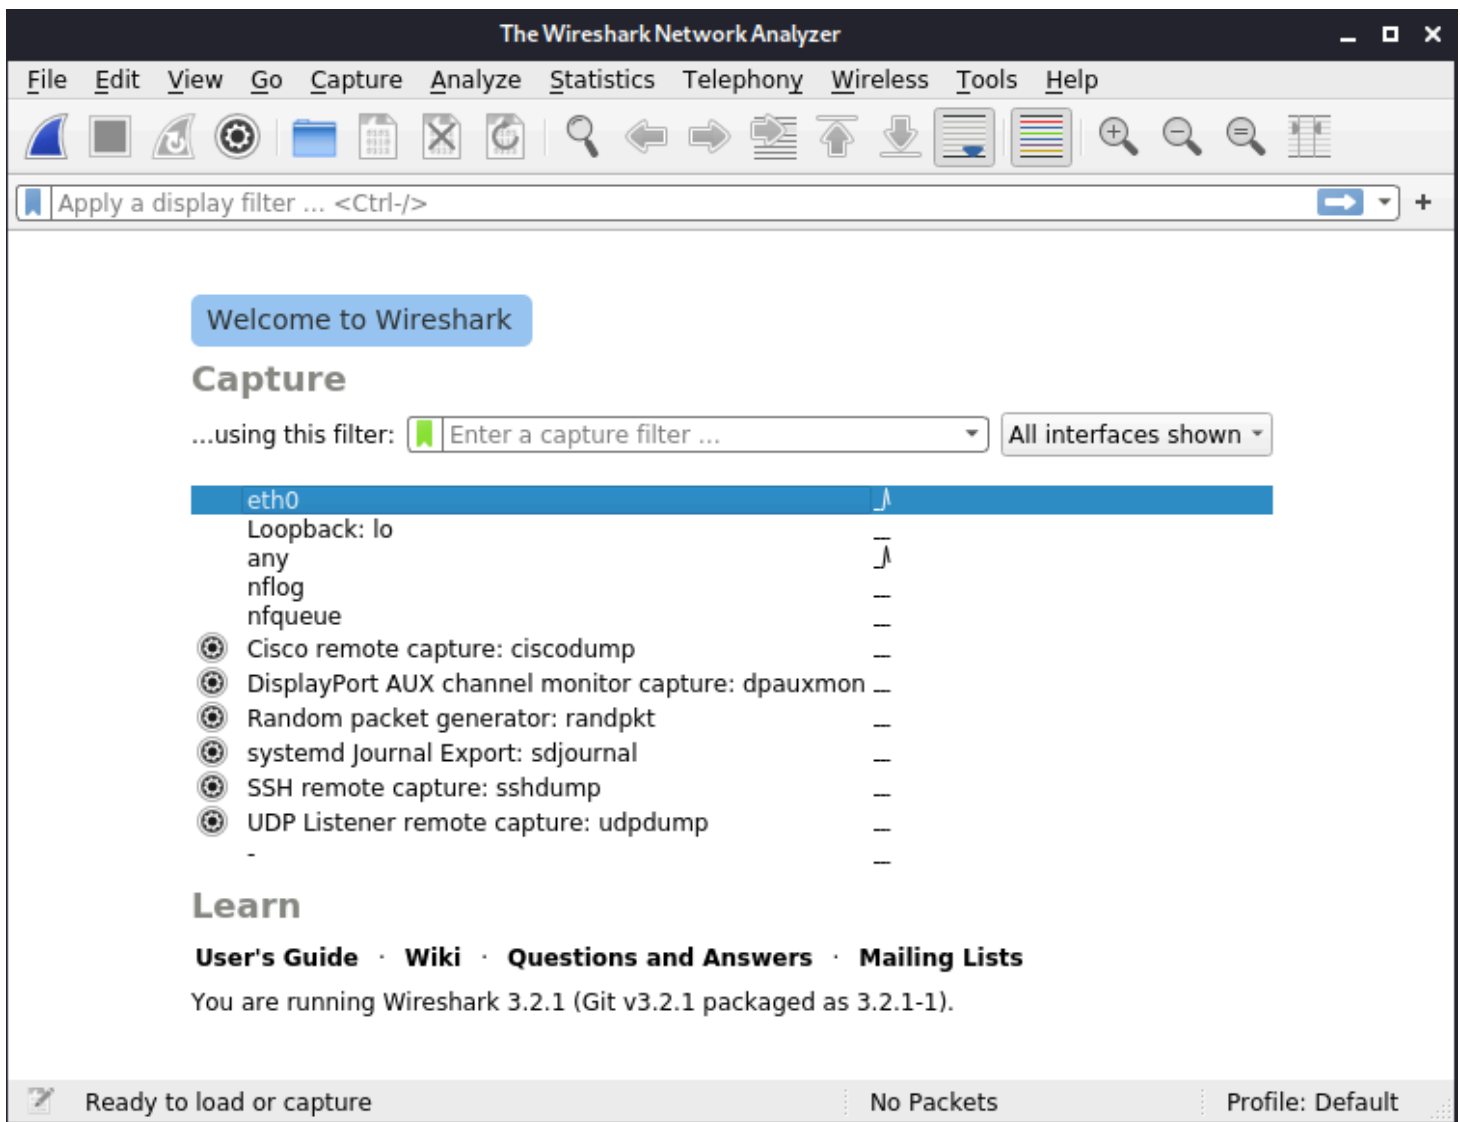 The Wireshark Network Analyzer
File Edit View Go Capture Analyze Statistics Telephony Wireless Tools Help
Apply a display filter ... <Ctrl-/>
+
Welcome to Wireshark
Capture
...using this filter: Enter a capture filter ... All interfaces shown
eth0
Loopback: lo
any
nflog
nfqueue
Cisco remote capture: ciscodump
DisplayPort AUX channel monitor capture: dpauxmon
Random packet generator: randpkt
systemd Journal Export: sdjournal
SSH remote capture: sshdump
UDP Listener remote capture: udpdump
-
Learn
User's Guide · Wiki · Questions and Answers · Mailing Lists
You are running Wireshark 3.2.1 (Git v3.2.1 packaged as 3.2.1-1).
Ready to load or capture No Packets Profile: Default